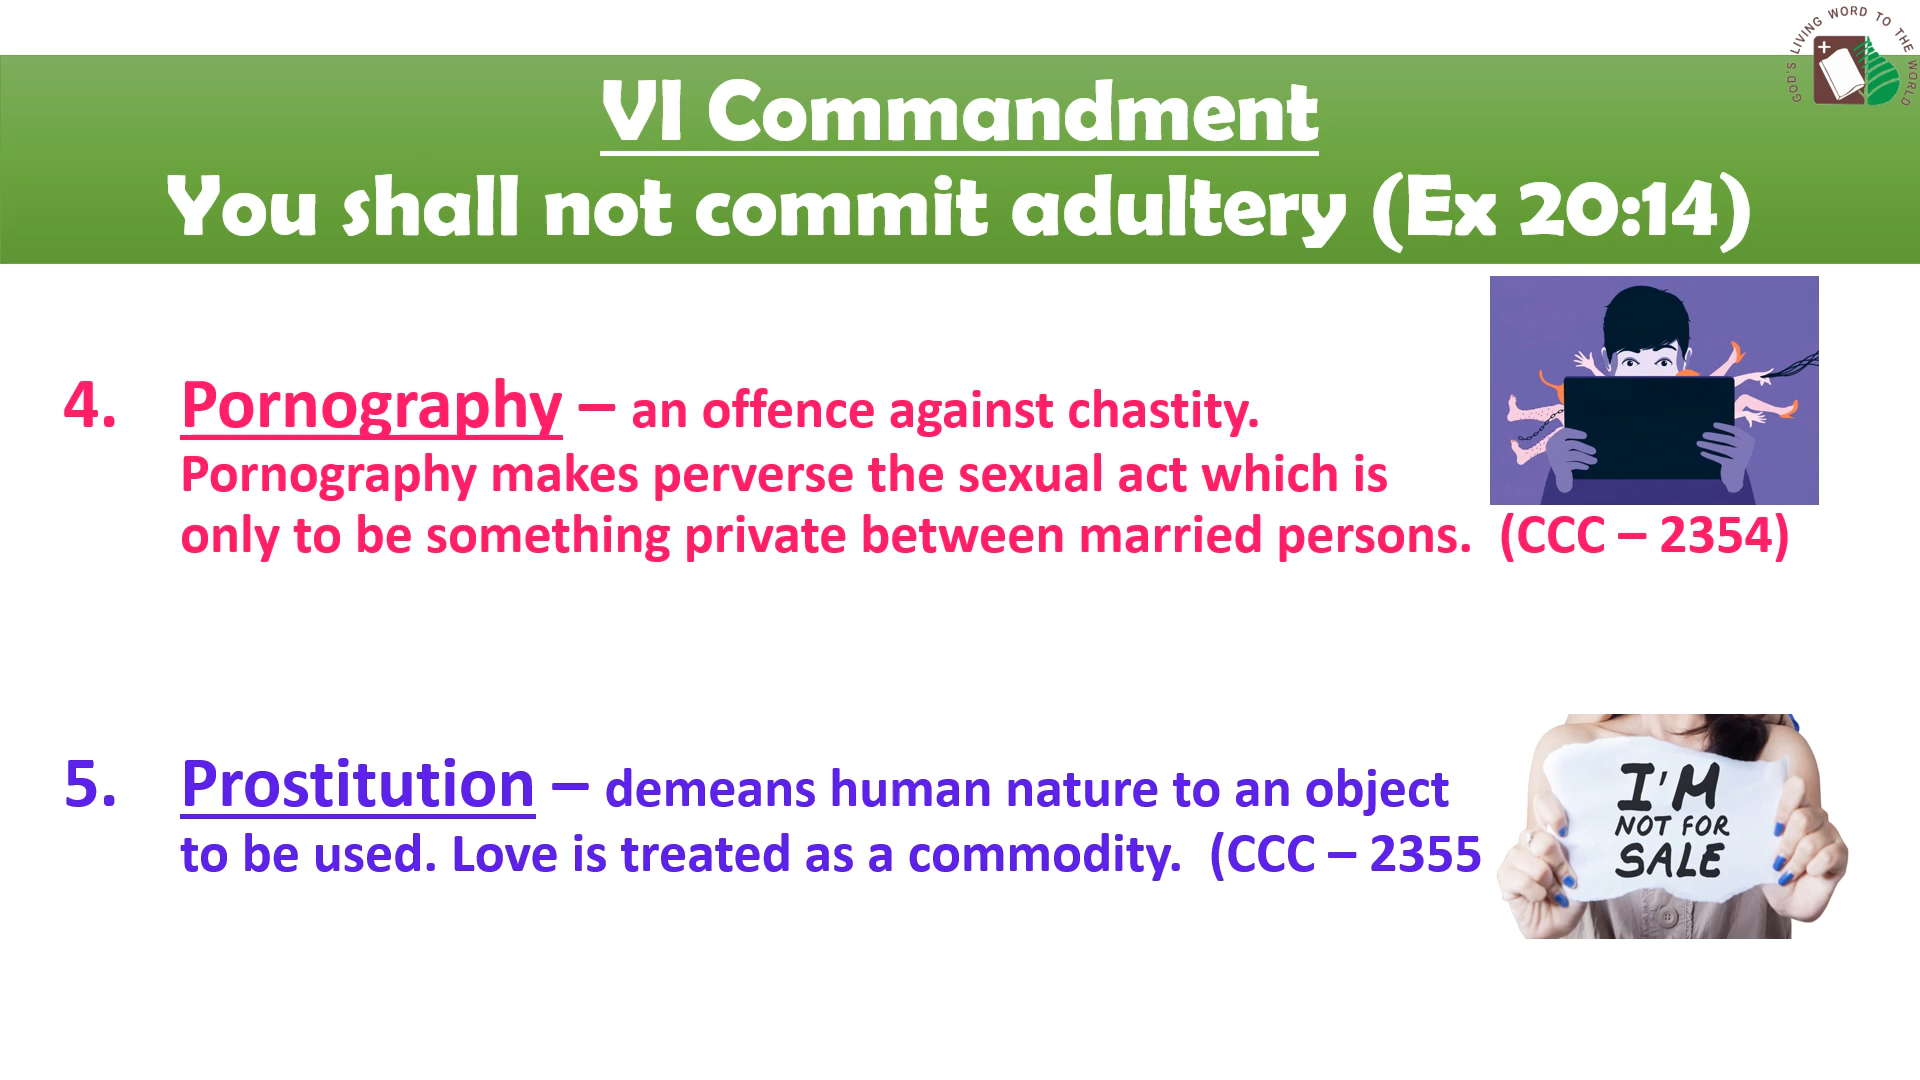 GOD'S LIVING WORD TO THE WORLD
VI Commandment
You shall not commit adultery (Ex 20:14)
4. Pornography – an offence against chastity.
Pornography makes perverse the sexual act which is
only to be something private between married persons. (CCC – 2354)
5. Prostitution – demeans human nature to an object
to be used. Love is treated as a commodity. (CCC – 2355
I'M
NOT FOR
SALE